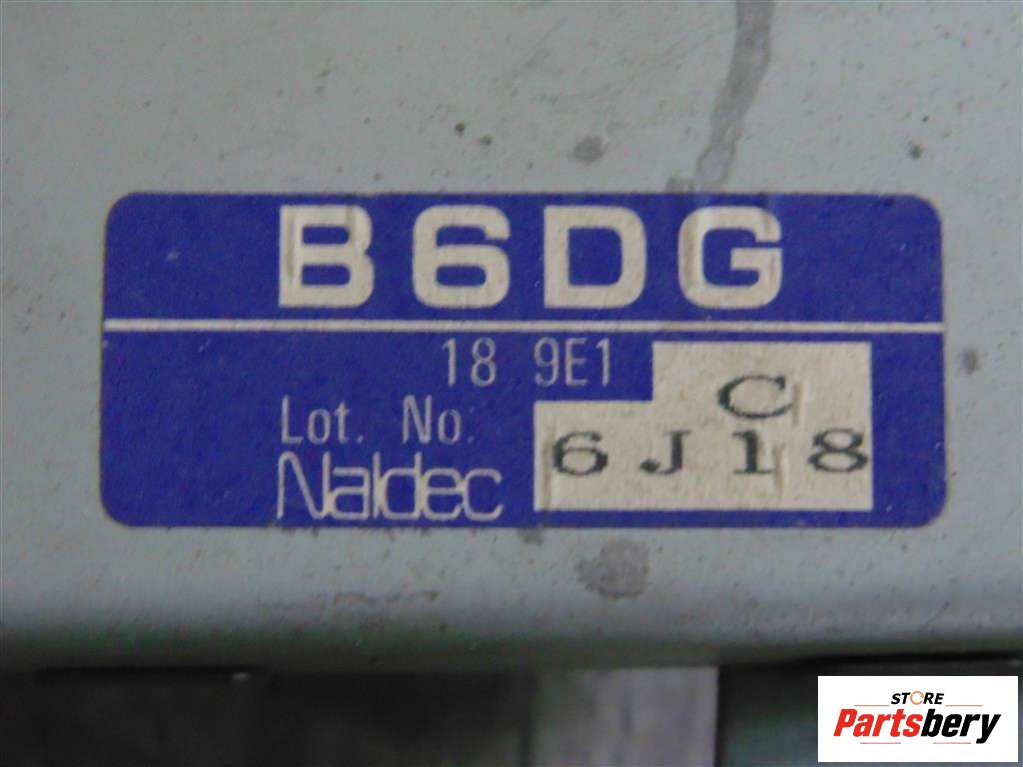 B6DG
18 9E1 C
Lot. No. 6J18
Naldec
STORE
Partsbery